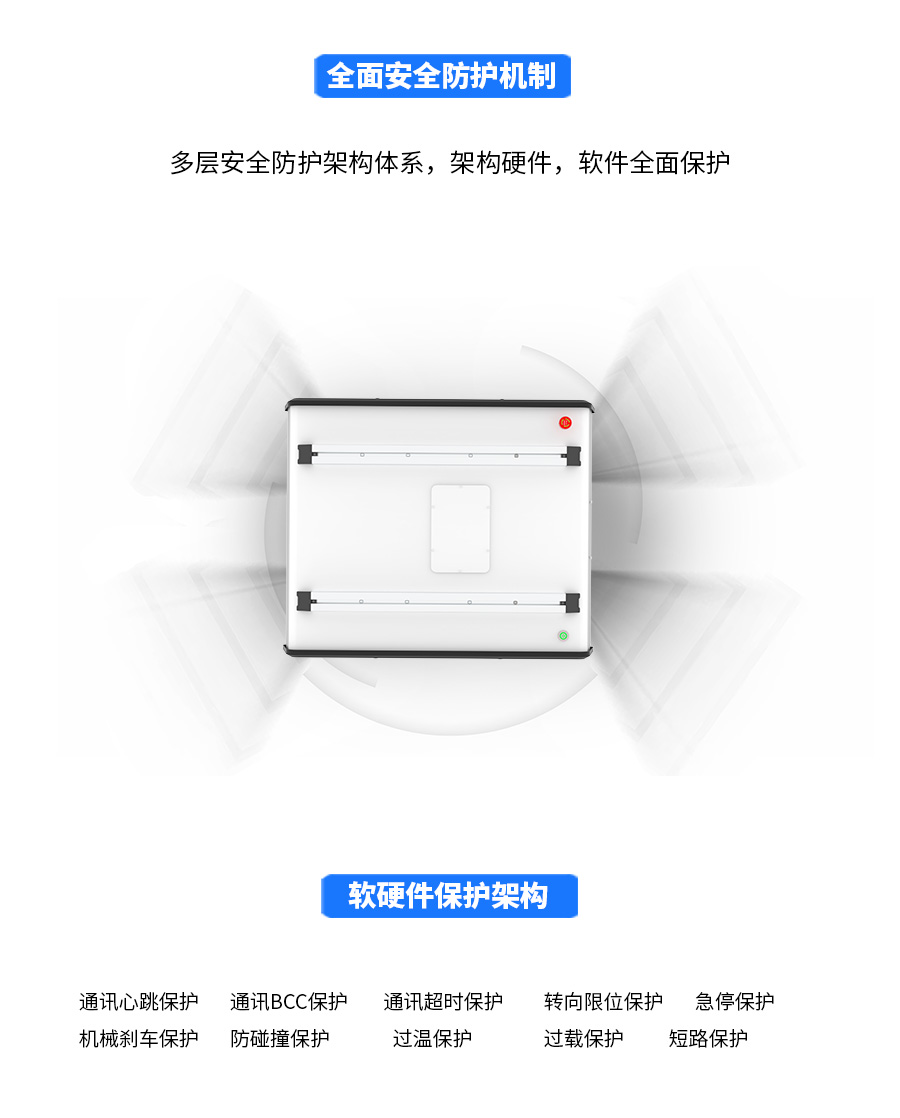 全面安全防护机制
多层安全防护架构体系，架构硬件，软件全面保护
软硬件保护架构
通讯心跳保护 通讯BCC保护 通讯超时保护 转向限位保护 急停保护
机械刹车保护 防碰撞保护 过温保护 过载保护 短路保护